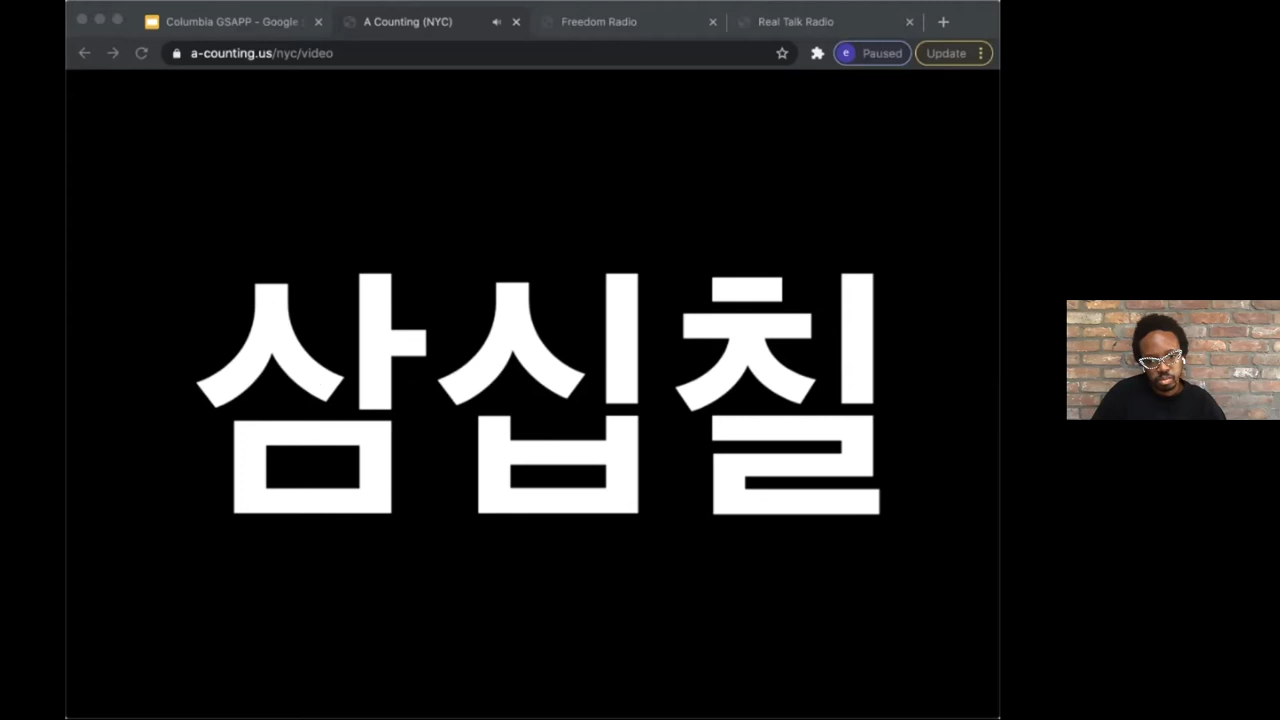 Columbia GSAPP - Google
A Counting (NYC)
Freedom Radio
Real Talk Radio
a-counting.us/nyc/video
e
Paused
Update
삼십칠